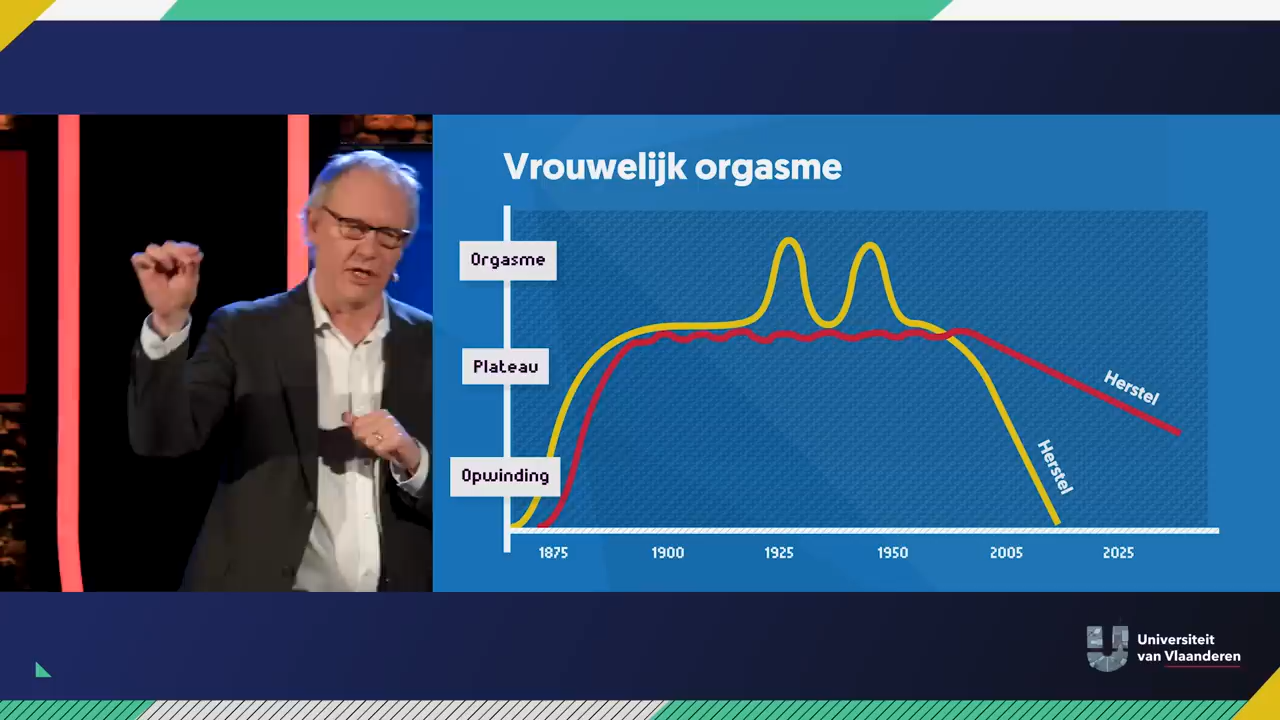 Vrouwelijk orgasme
Orgasme
Plateau
Opwinding
Herstel
Herstel
1875 1900 1925 1950 2005 2025
Universiteit
van Vlaanderen